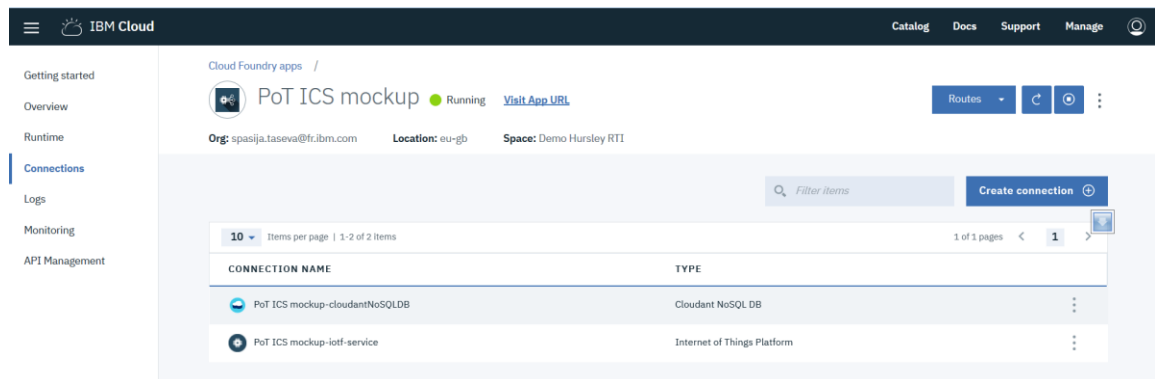 IBM Cloud
Catalog Docs Support Manage
Getting started
Overview
Runtime
Connections
Logs
Monitoring
API Management
Cloud Foundry apps /
PoT ICS mockup Running Visit App URL
Routes
Org: spasija.taseva@fr.ibm.com Location: eu-gb Space: Demo Hursley RTI
Filter items
Create connection
10 Items per page | 1-2 of 2 items
1 of 1 pages < 1 >
CONNECTION NAME TYPE
PoT ICS mockup-cloudantNoSQLDB Cloudant NoSQL DB
PoT ICS mockup-iotf-service Internet of Things Platform